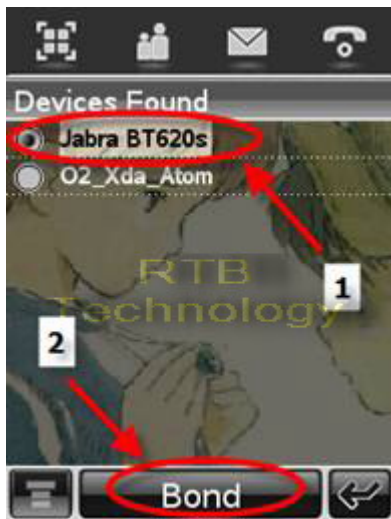 Devices Found
Jabra BT620s
O2_Xda_Atom
RTB
Technology
1
2
Bond